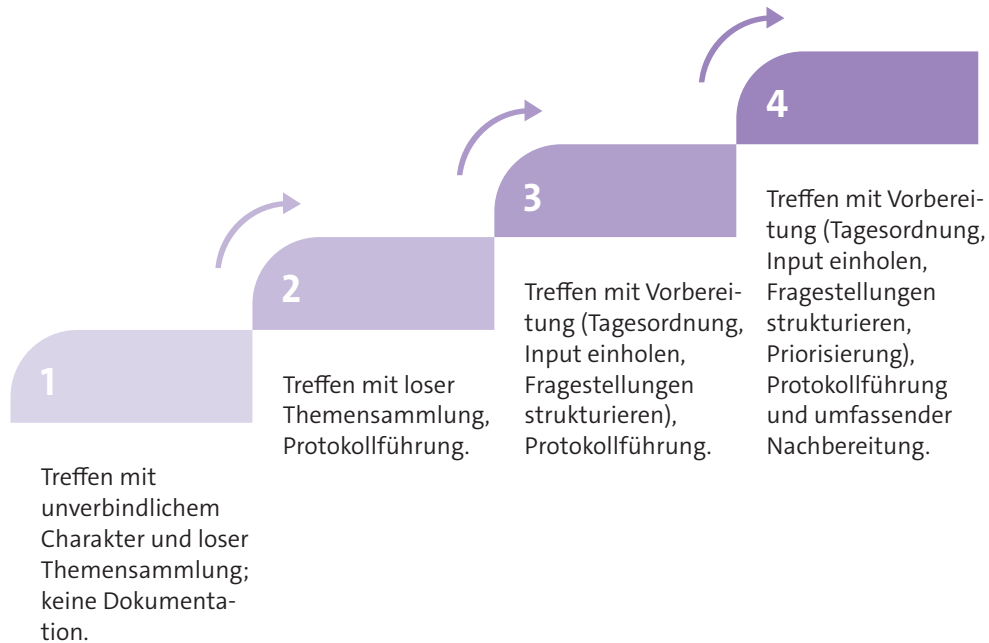 1
Treffen mit
unverbindlichem
Charakter und loser
Themensammlung;
keine Dokumenta-
tion.
2
Treffen mit loser
Themensammlung,
Protokollführung.
3
Treffen mit Vorberei-
tung (Tagesordnung,
Input einholen,
Fragestellungen
strukturieren),
Protokollführung.
4
Treffen mit Vorberei-
tung (Tagesordnung,
Input einholen,
Fragestellungen
strukturieren,
Priorisierung),
Protokollführung
und umfassender
Nachbereitung.